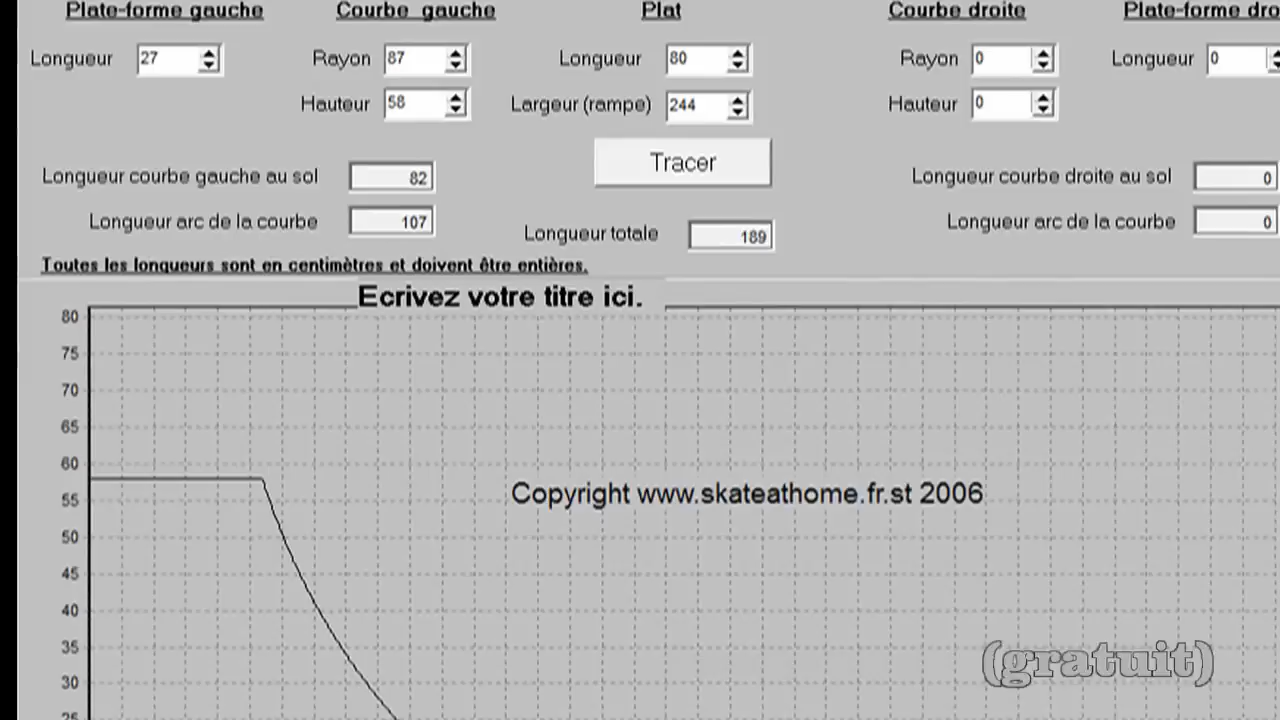 Plate-forme gauche Courbe gauche Plat Courbe droite Plate-forme dro
Longueur 27 Rayon 87 Longueur 80 Rayon 0 Longueur 0
Hauteur 58 Largeur (rampe) 244 Hauteur 0
Tracer
Longueur courbe gauche au sol 82 Longueur courbe droite au sol 0
Longueur arc de la courbe 107 Longueur totale 189 Longueur arc de la courbe 0
Toutes les longueurs sont en centimètres et doivent être entières.
Ecrivez votre titre ici.
80
75
70
65
60
55
Copyright www.skateathome.fr.st 2006
50
45
40
35
(gratuit)
30
25